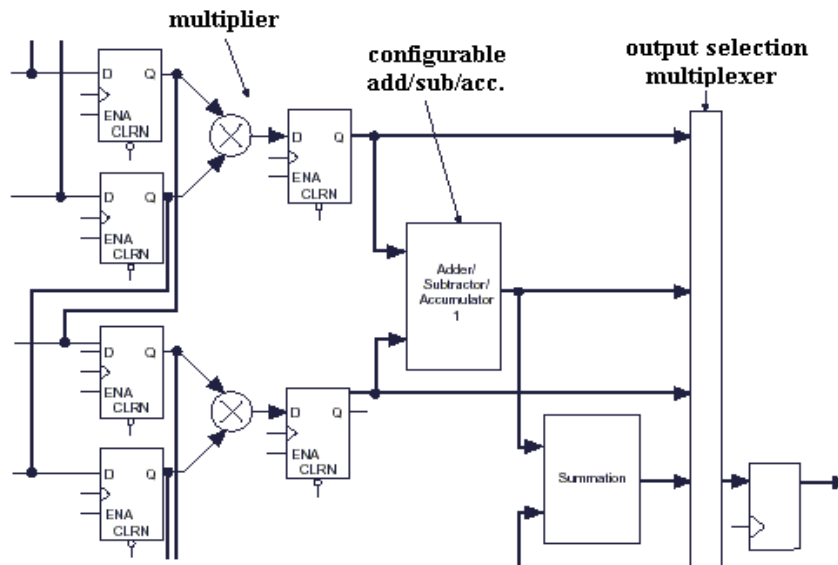 multiplier
configurable
add/sub/acc.
output selection
multiplexer
D Q
ENA
CLRN
D Q
ENA
CLRN
D Q
ENA
CLRN
Adder/
Subtractor/
Accumulator
1
D Q
ENA
CLRN
D Q
ENA
CLRN
D Q
ENA
CLRN
Summation